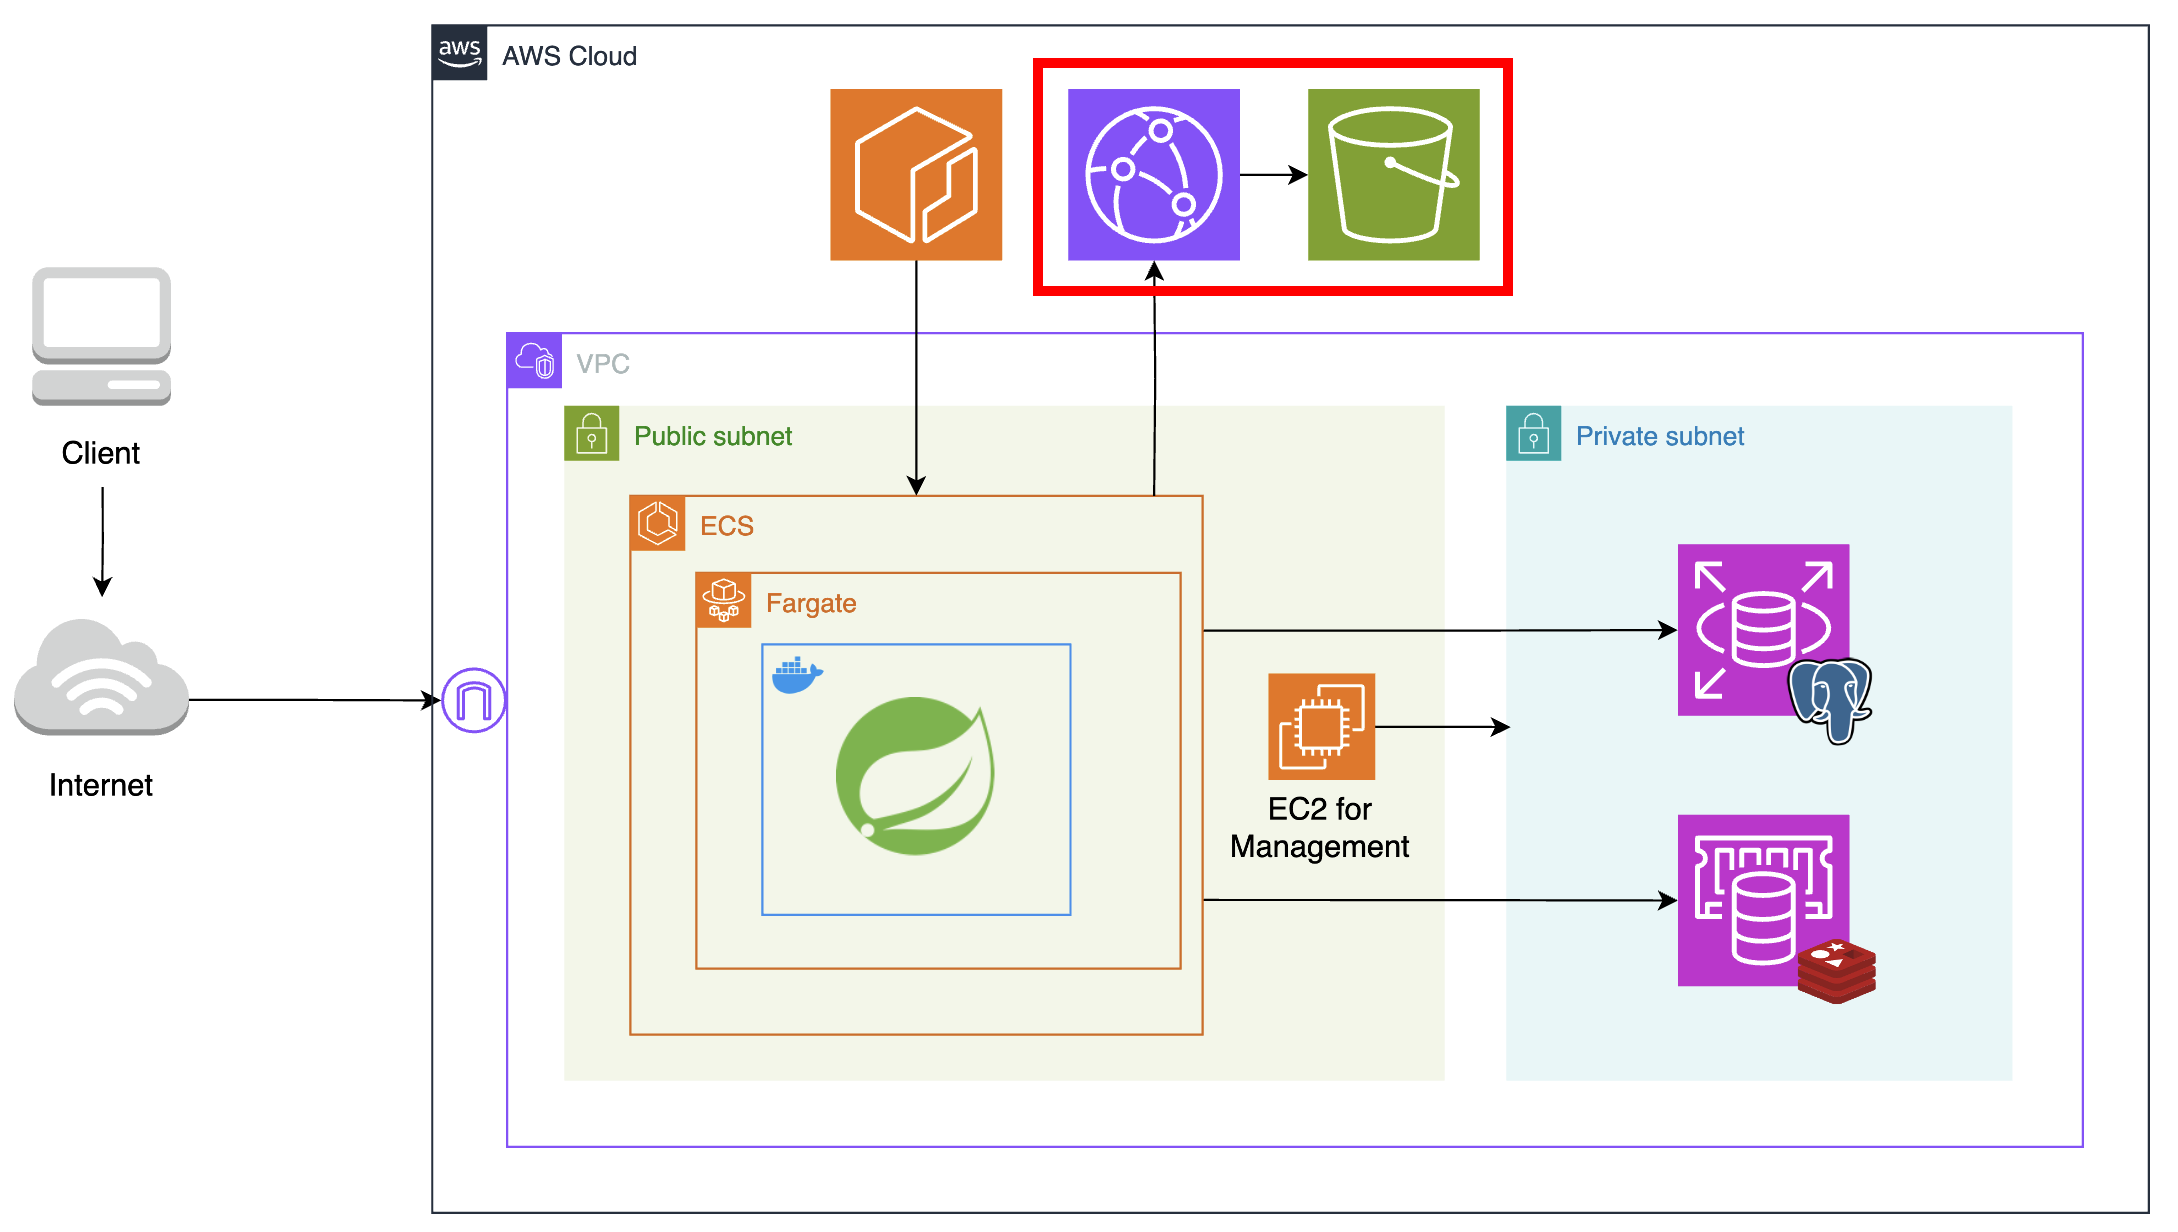 aws
AWS Cloud
VPC
Public subnet
Private subnet
Client
ECS
Fargate
EC2 for
Management
Internet